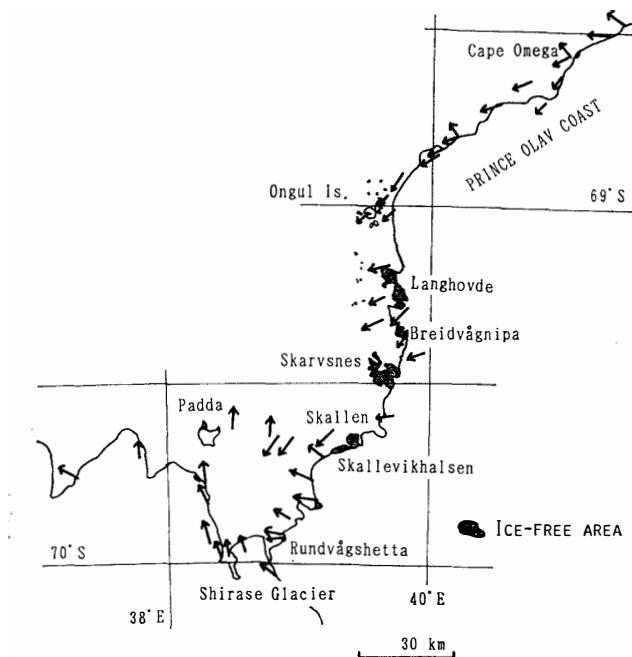 Cape Omega
PRINCE OLAV COAST
Ongul Is.
69°S
Langhovde
Breidvågnipa
Skarvsnes
Padda
Skallen
Skallevikhalsen
ICE-FREE AREA
70°S
Rundvågshetta
Shirase Glacier
38°E
40°E
30 km